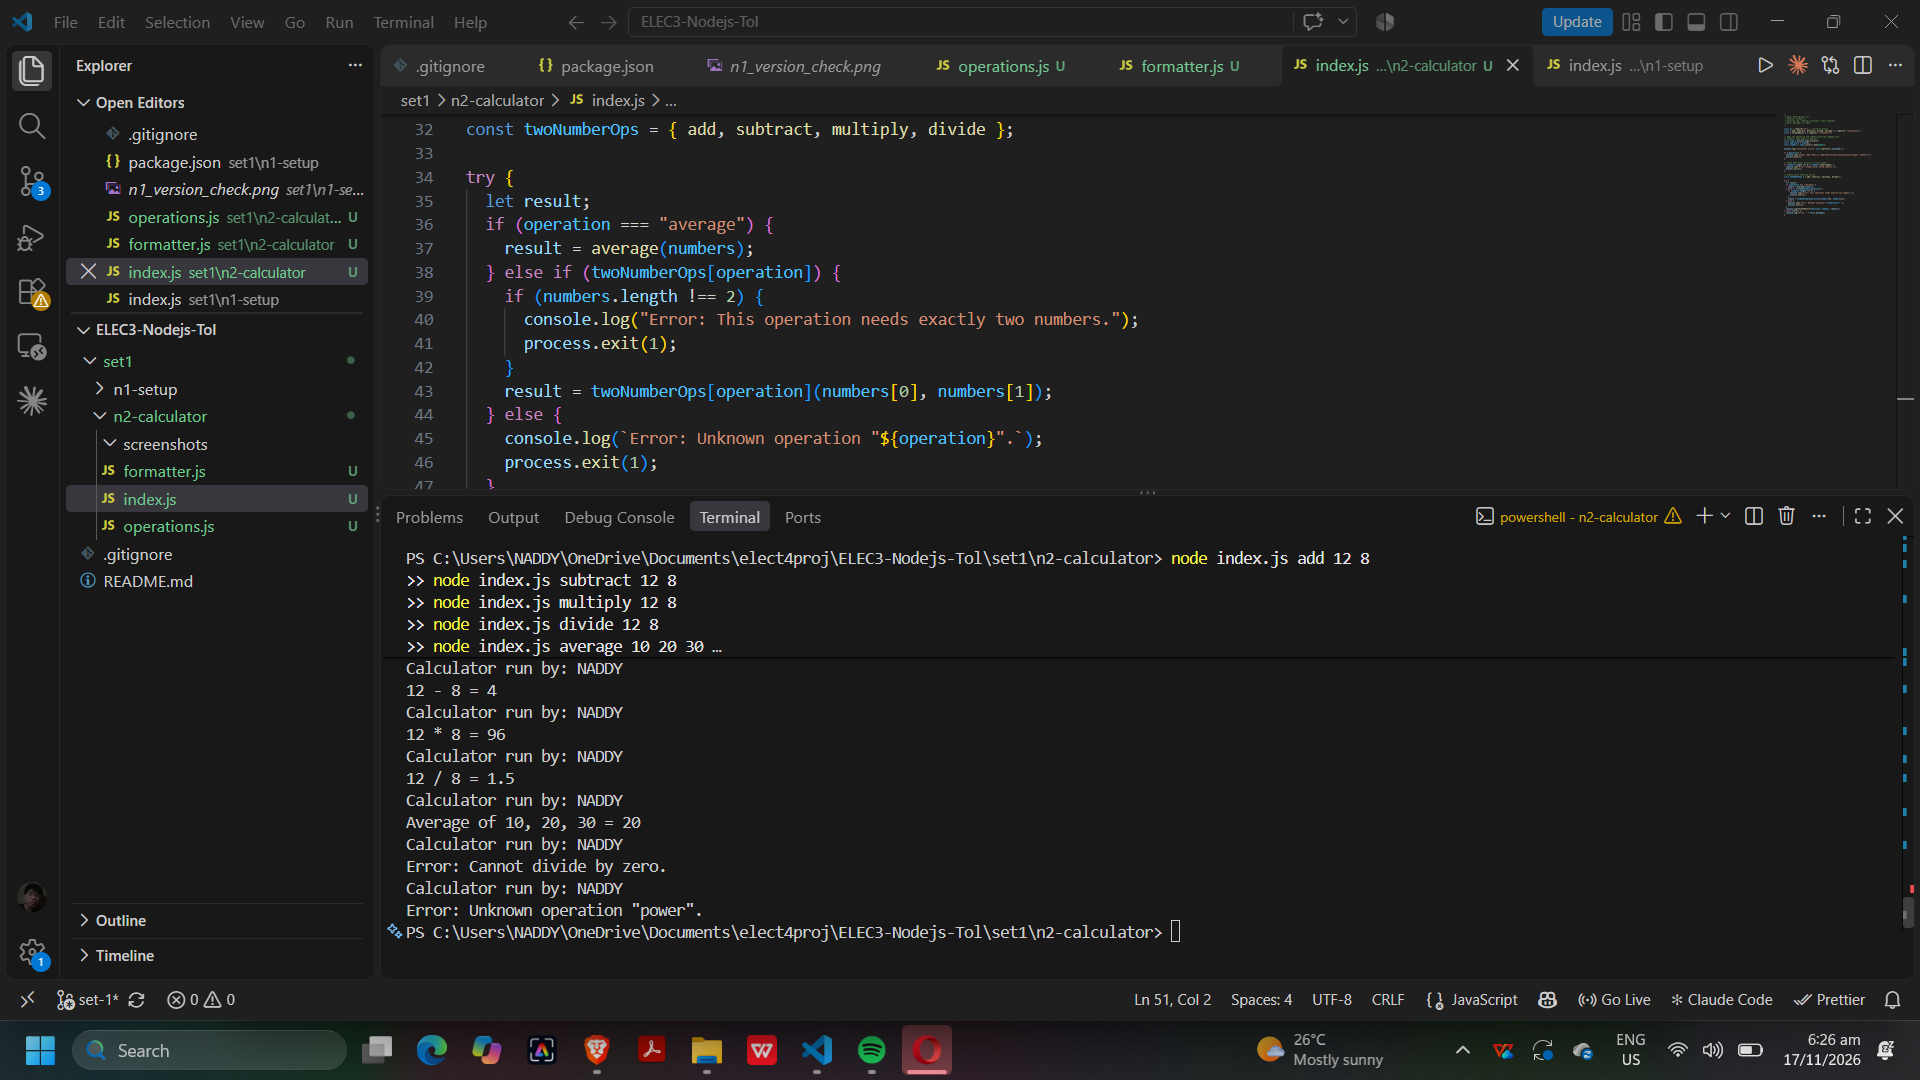 File Edit Selection View Go Run Terminal Help
ELEC3-Nodejs-Tol
Update
Explorer
Open Editors
.gitignore
package.json set1\n1-setup
n1_version_check.png set1\n1-se...
operations.js set1\n2-calculat... U
formatter.js set1\n2-calculator U
index.js set1\n2-calculator U
index.js set1\n1-setup
ELEC3-Nodejs-Tol
set1
n1-setup
n2-calculator
screenshots
formatter.js U
index.js U
operations.js U
.gitignore
README.md
Outline
Timeline
3
1
.gitignore package.json n1_version_check.png operations.js U formatter.js U index.js ...\n2-calculator U index.js ...\n1-setup
set1 > n2-calculator > JS index.js > ...
32 const twoNumberOps = { add, subtract, multiply, divide };
33
34 try {
35 let result;
36 if (operation === "average") {
37 result = average(numbers);
38 } else if (twoNumberOps[operation]) {
39 if (numbers.length !== 2) {
40 console.log("Error: This operation needs exactly two numbers.");
41 process.exit(1);
42 }
43 result = twoNumberOps[operation](numbers[0], numbers[1]);
44 } else {
45 console.log(`Error: Unknown operation "${operation}".`);
46 process.exit(1);
47 }
Problems Output Debug Console Terminal Ports
powershell - n2-calculator
PS C:\Users\NADDY\OneDrive\Documents\elect4proj\ELEC3-Nodejs-Tol\set1\n2-calculator> node index.js add 12 8
>> node index.js subtract 12 8
>> node index.js multiply 12 8
>> node index.js divide 12 8
>> node index.js average 10 20 30 …
Calculator run by: NADDY
12 - 8 = 4
Calculator run by: NADDY
12 * 8 = 96
Calculator run by: NADDY
12 / 8 = 1.5
Calculator run by: NADDY
Average of 10, 20, 30 = 20
Calculator run by: NADDY
Error: Cannot divide by zero.
Calculator run by: NADDY
Error: Unknown operation "power".
PS C:\Users\NADDY\OneDrive\Documents\elect4proj\ELEC3-Nodejs-Tol\set1\n2-calculator>
set-1* 0 0
Ln 51, Col 2 Spaces: 4 UTF-8 CRLF JavaScript Go Live Claude Code Prettier
Search
26°C
Mostly sunny
ENG
US
6:26 am
17/11/2026